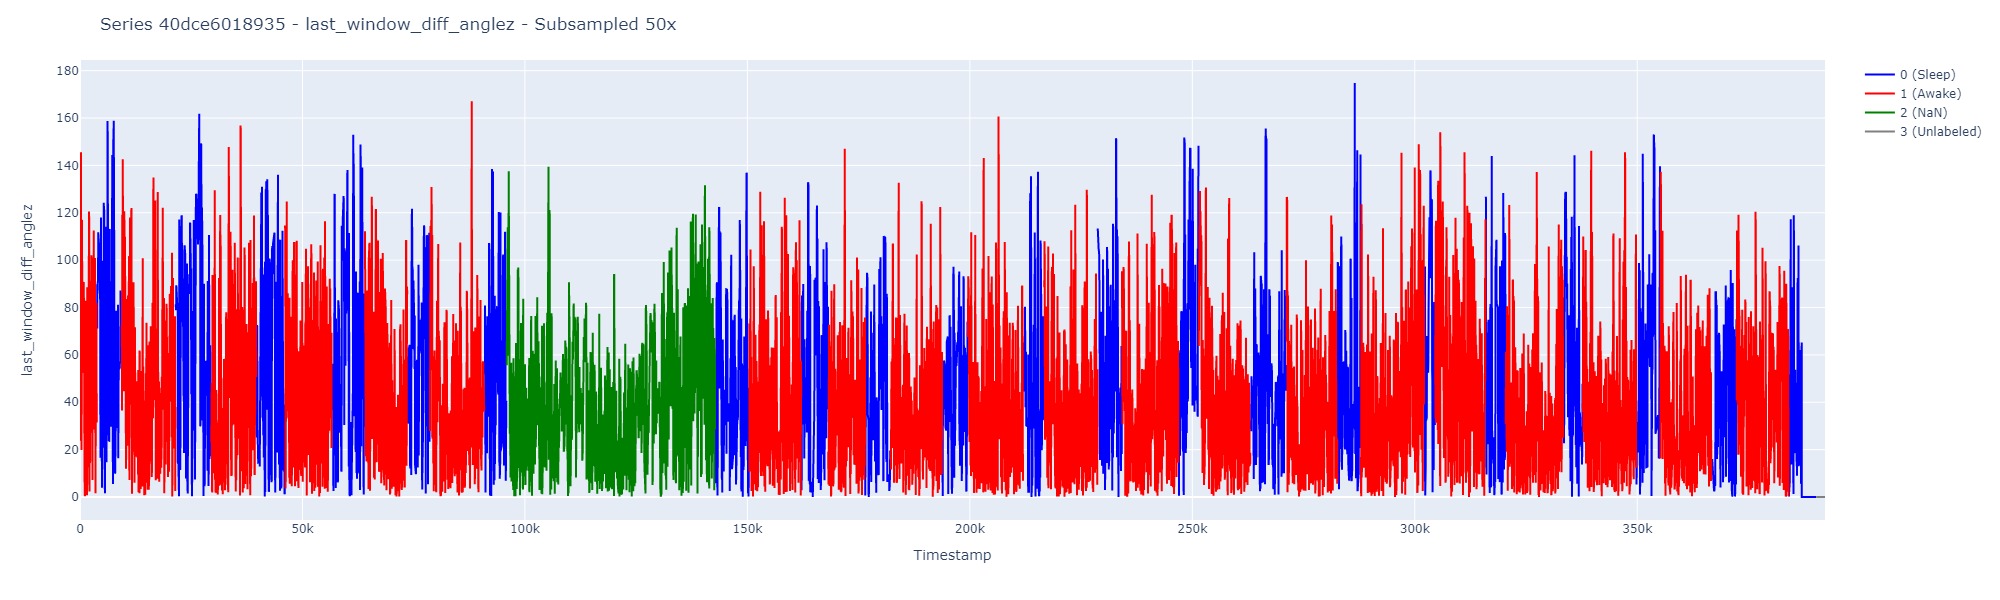 Series 40dce6018935 - last_window_diff_anglez - Subsampled 50x
last_window_diff_anglez
180
160
140
120
100
80
60
40
20
0
0
50k
100k
150k
200k
250k
300k
350k
Timestamp
0 (Sleep)
1 (Awake)
2 (NaN)
3 (Unlabeled)